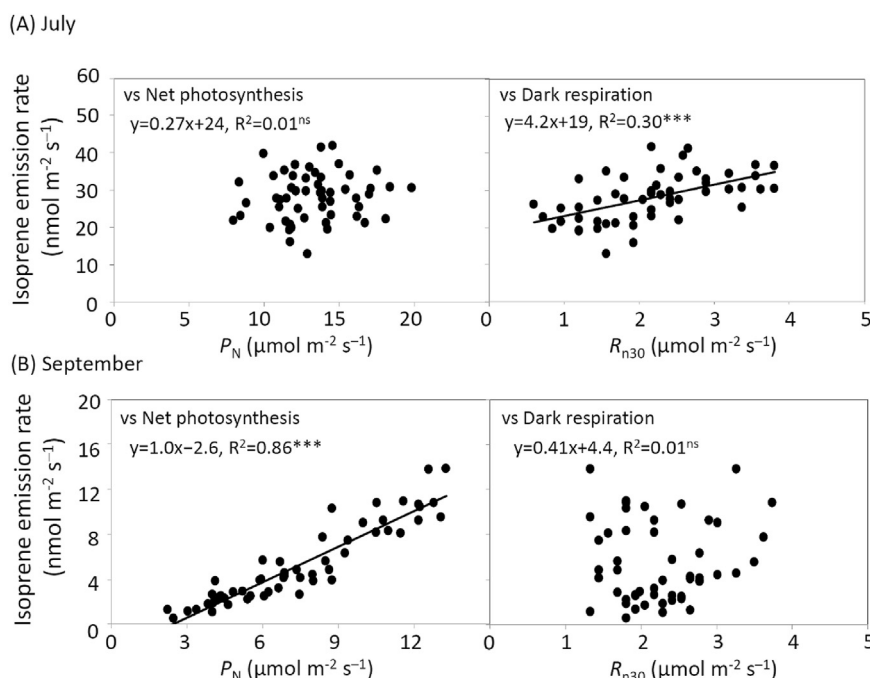 (A) July
Isoprene emission rate
(nmol m⁻² s⁻¹)
60
50
40
30
20
10
0
vs Net photosynthesis
y=0.27x+24, R²=0.01ⁿˢ
0
5
10
15
20
P_N (μmol m⁻² s⁻¹)
vs Dark respiration
y=4.2x+19, R²=0.30***
0
1
2
3
4
5
R_n30 (μmol m⁻² s⁻¹)
(B) September
Isoprene emission rate
(nmol m⁻² s⁻¹)
20
16
12
8
4
0
vs Net photosynthesis
y=1.0x−2.6, R²=0.86***
0
3
6
9
12
P_N (μmol m⁻² s⁻¹)
vs Dark respiration
y=0.41x+4.4, R²=0.01ⁿˢ
0
1
2
3
4
5
R_n30 (μmol m⁻² s⁻¹)